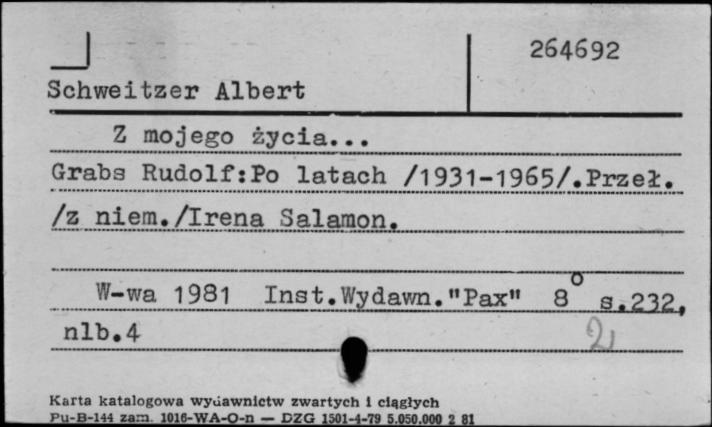 264692
Schweitzer Albert
Z mojego życia...
Grabs Rudolf:Po latach /1931-1965/.Przeł.
/z niem./Irena Salamon.
W-wa 1981 Inst.Wydawn."Pax" 8° s.232,
nlb.4
2
Karta katalogowa wydawnictw zwartych i ciągłych
Pu-B-144 zam. 1016-WA-O-n — DZG 1501-4-79 5.050.000 2 81